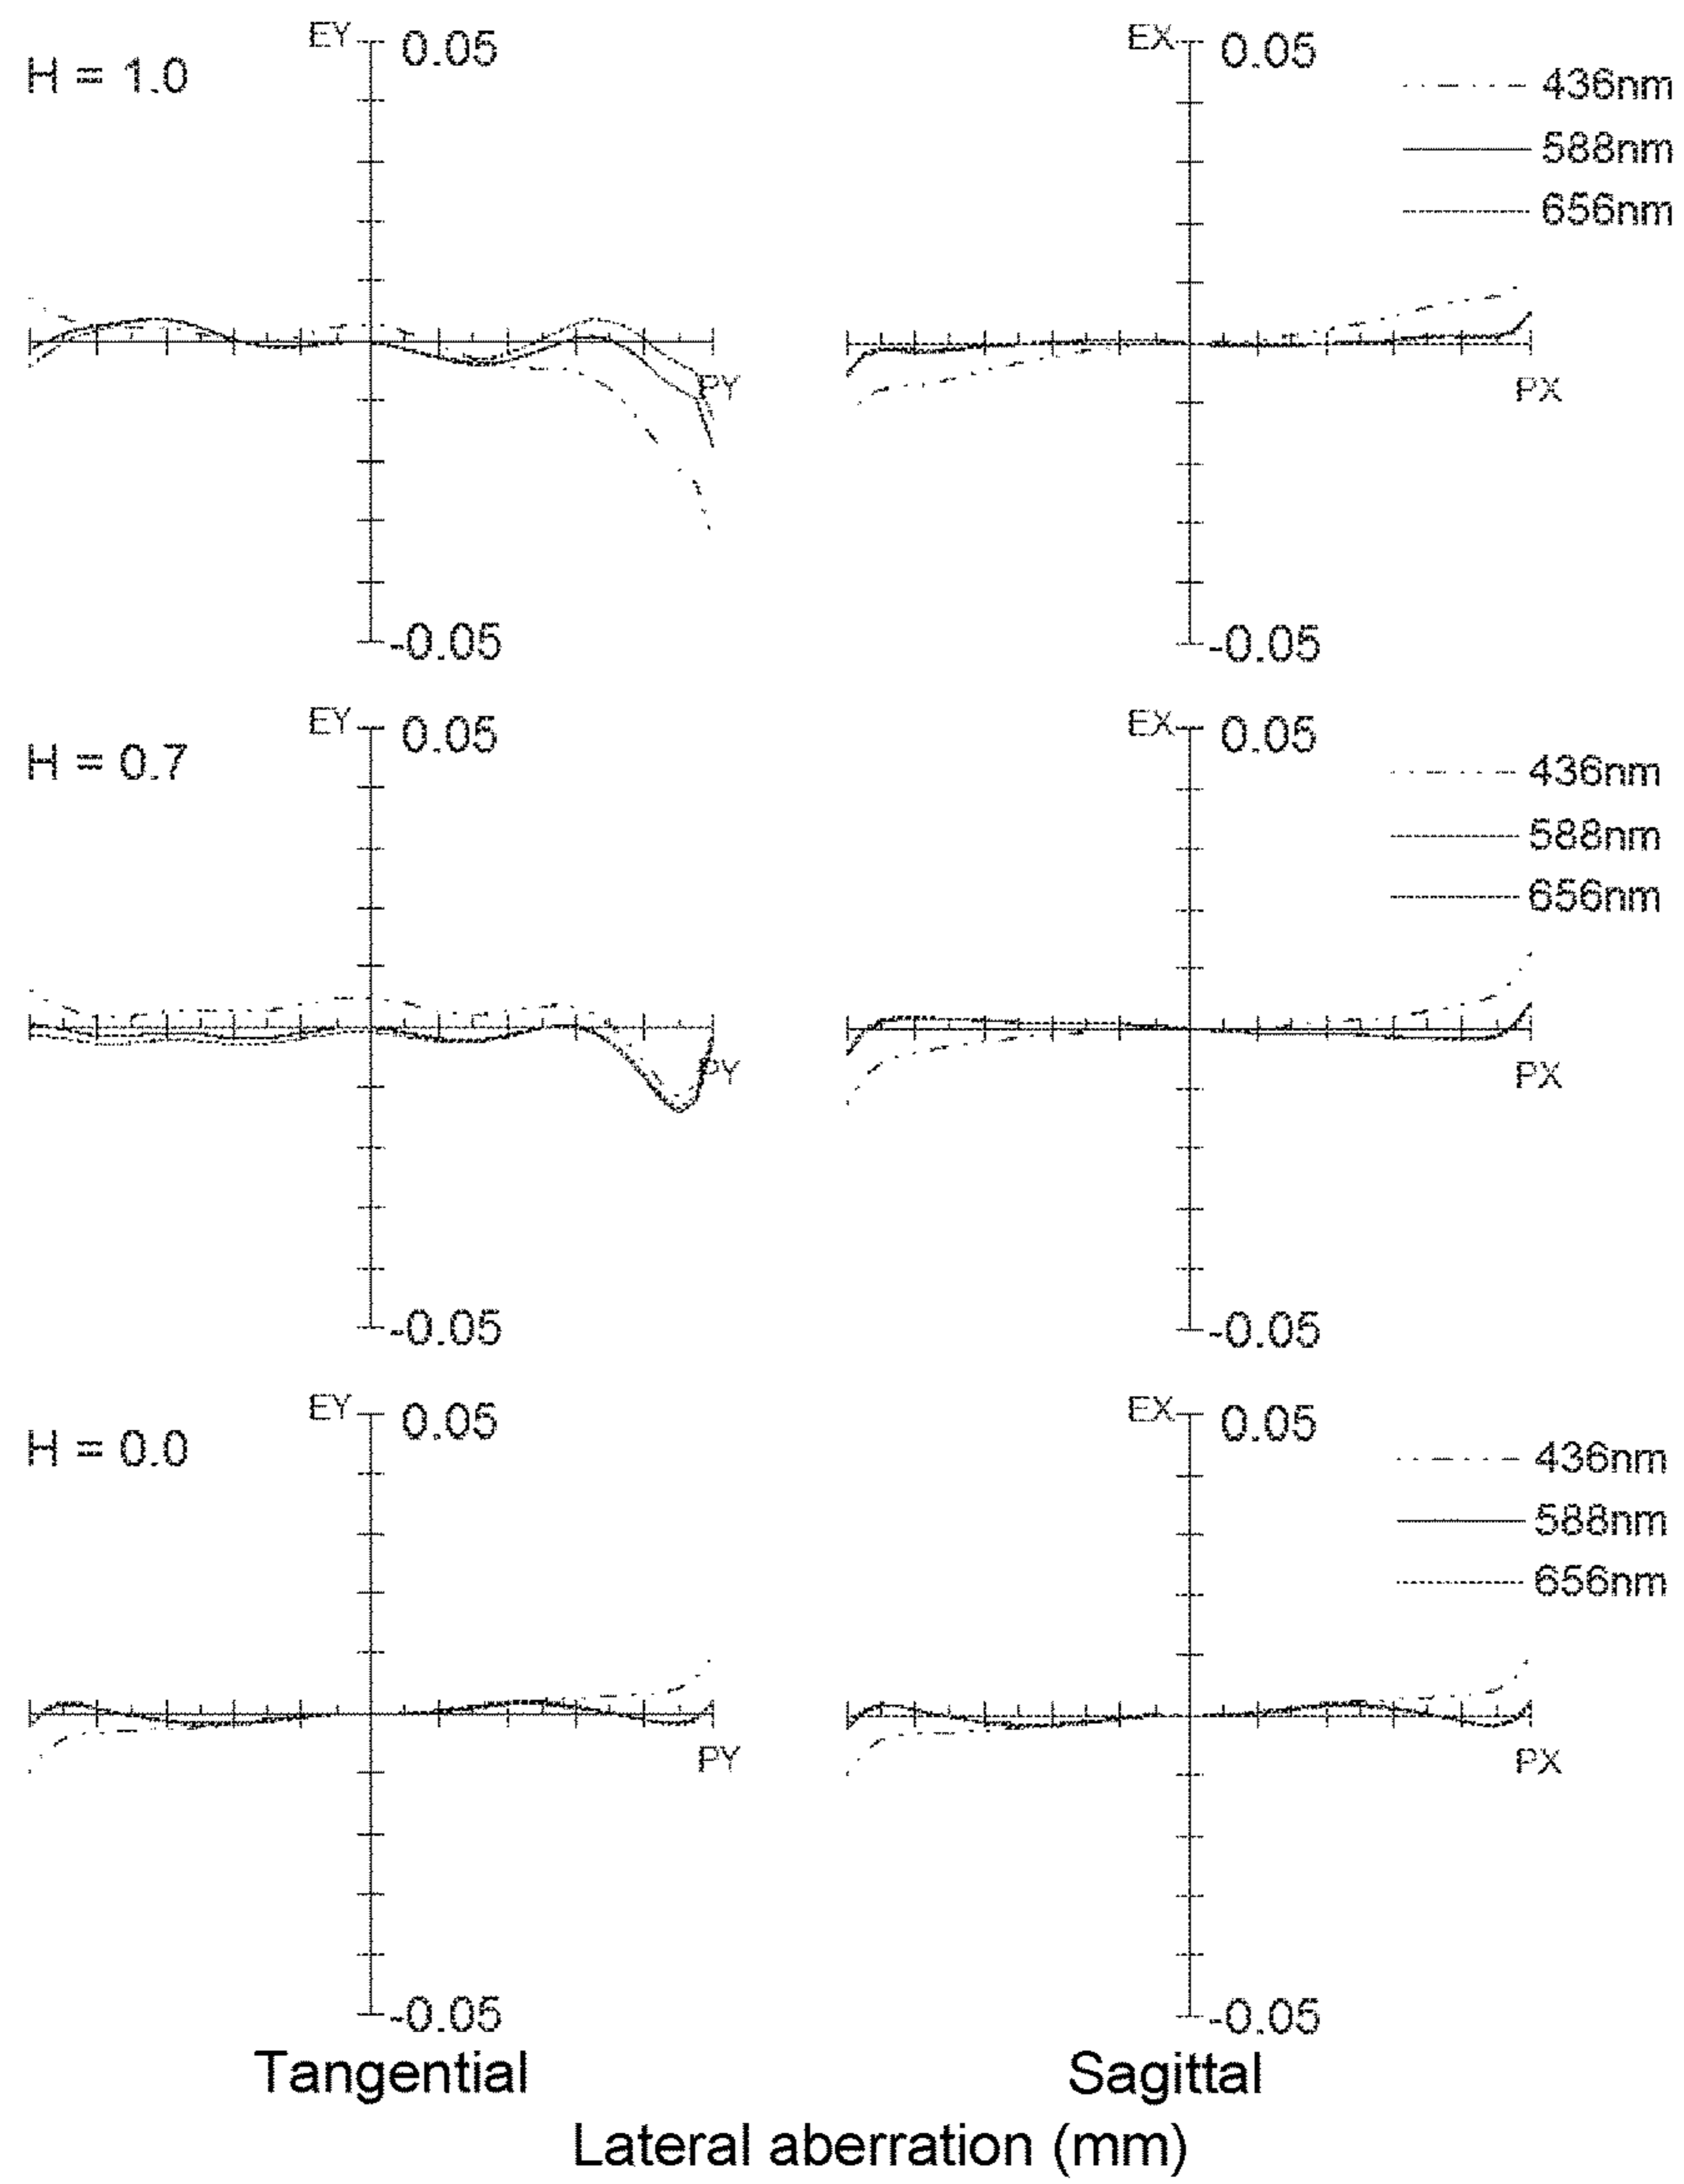 EY 0.05 EX 0.05
H = 1.0
436nm
588nm
656nm
PY PX
-0.05 -0.05
EY 0.05 EX 0.05
H = 0.7
436nm
588nm
656nm
PY PX
-0.05 -0.05
EY 0.05 EX 0.05
H = 0.0
436nm
588nm
656nm
PY PX
-0.05 -0.05
Tangential Sagittal
Lateral aberration (mm)